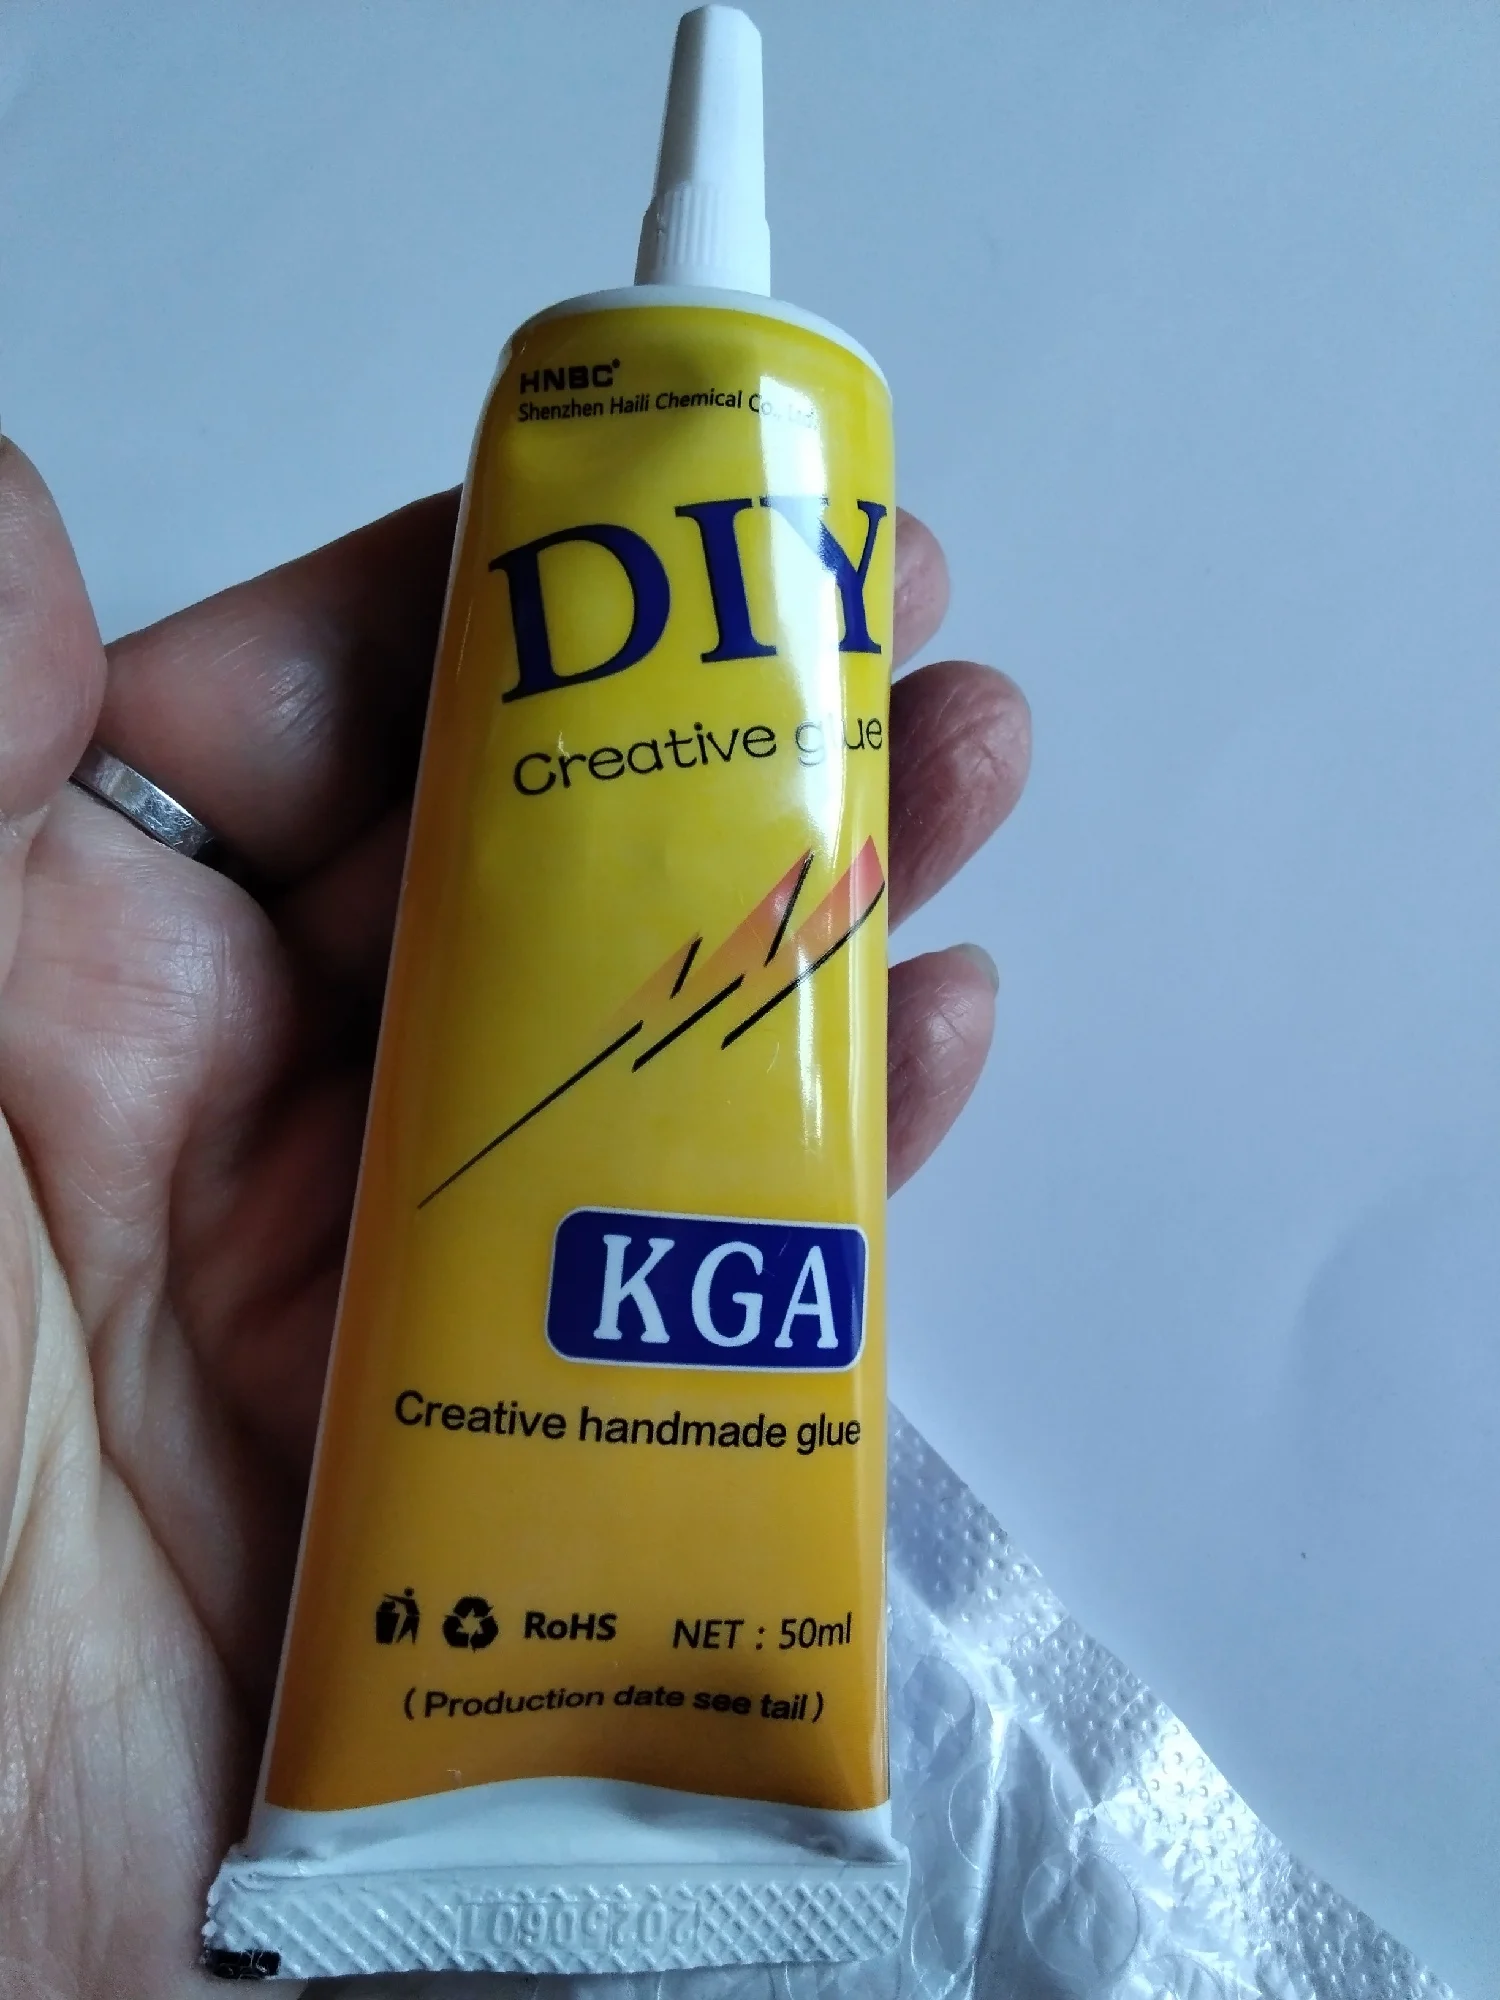 HNBC
Shenzhen Haili Chemical Co., Ltd.
DIY
Creative glue
KGA
Creative handmade glue
RoHS NET : 50ml
( Production date see tail )
20250601